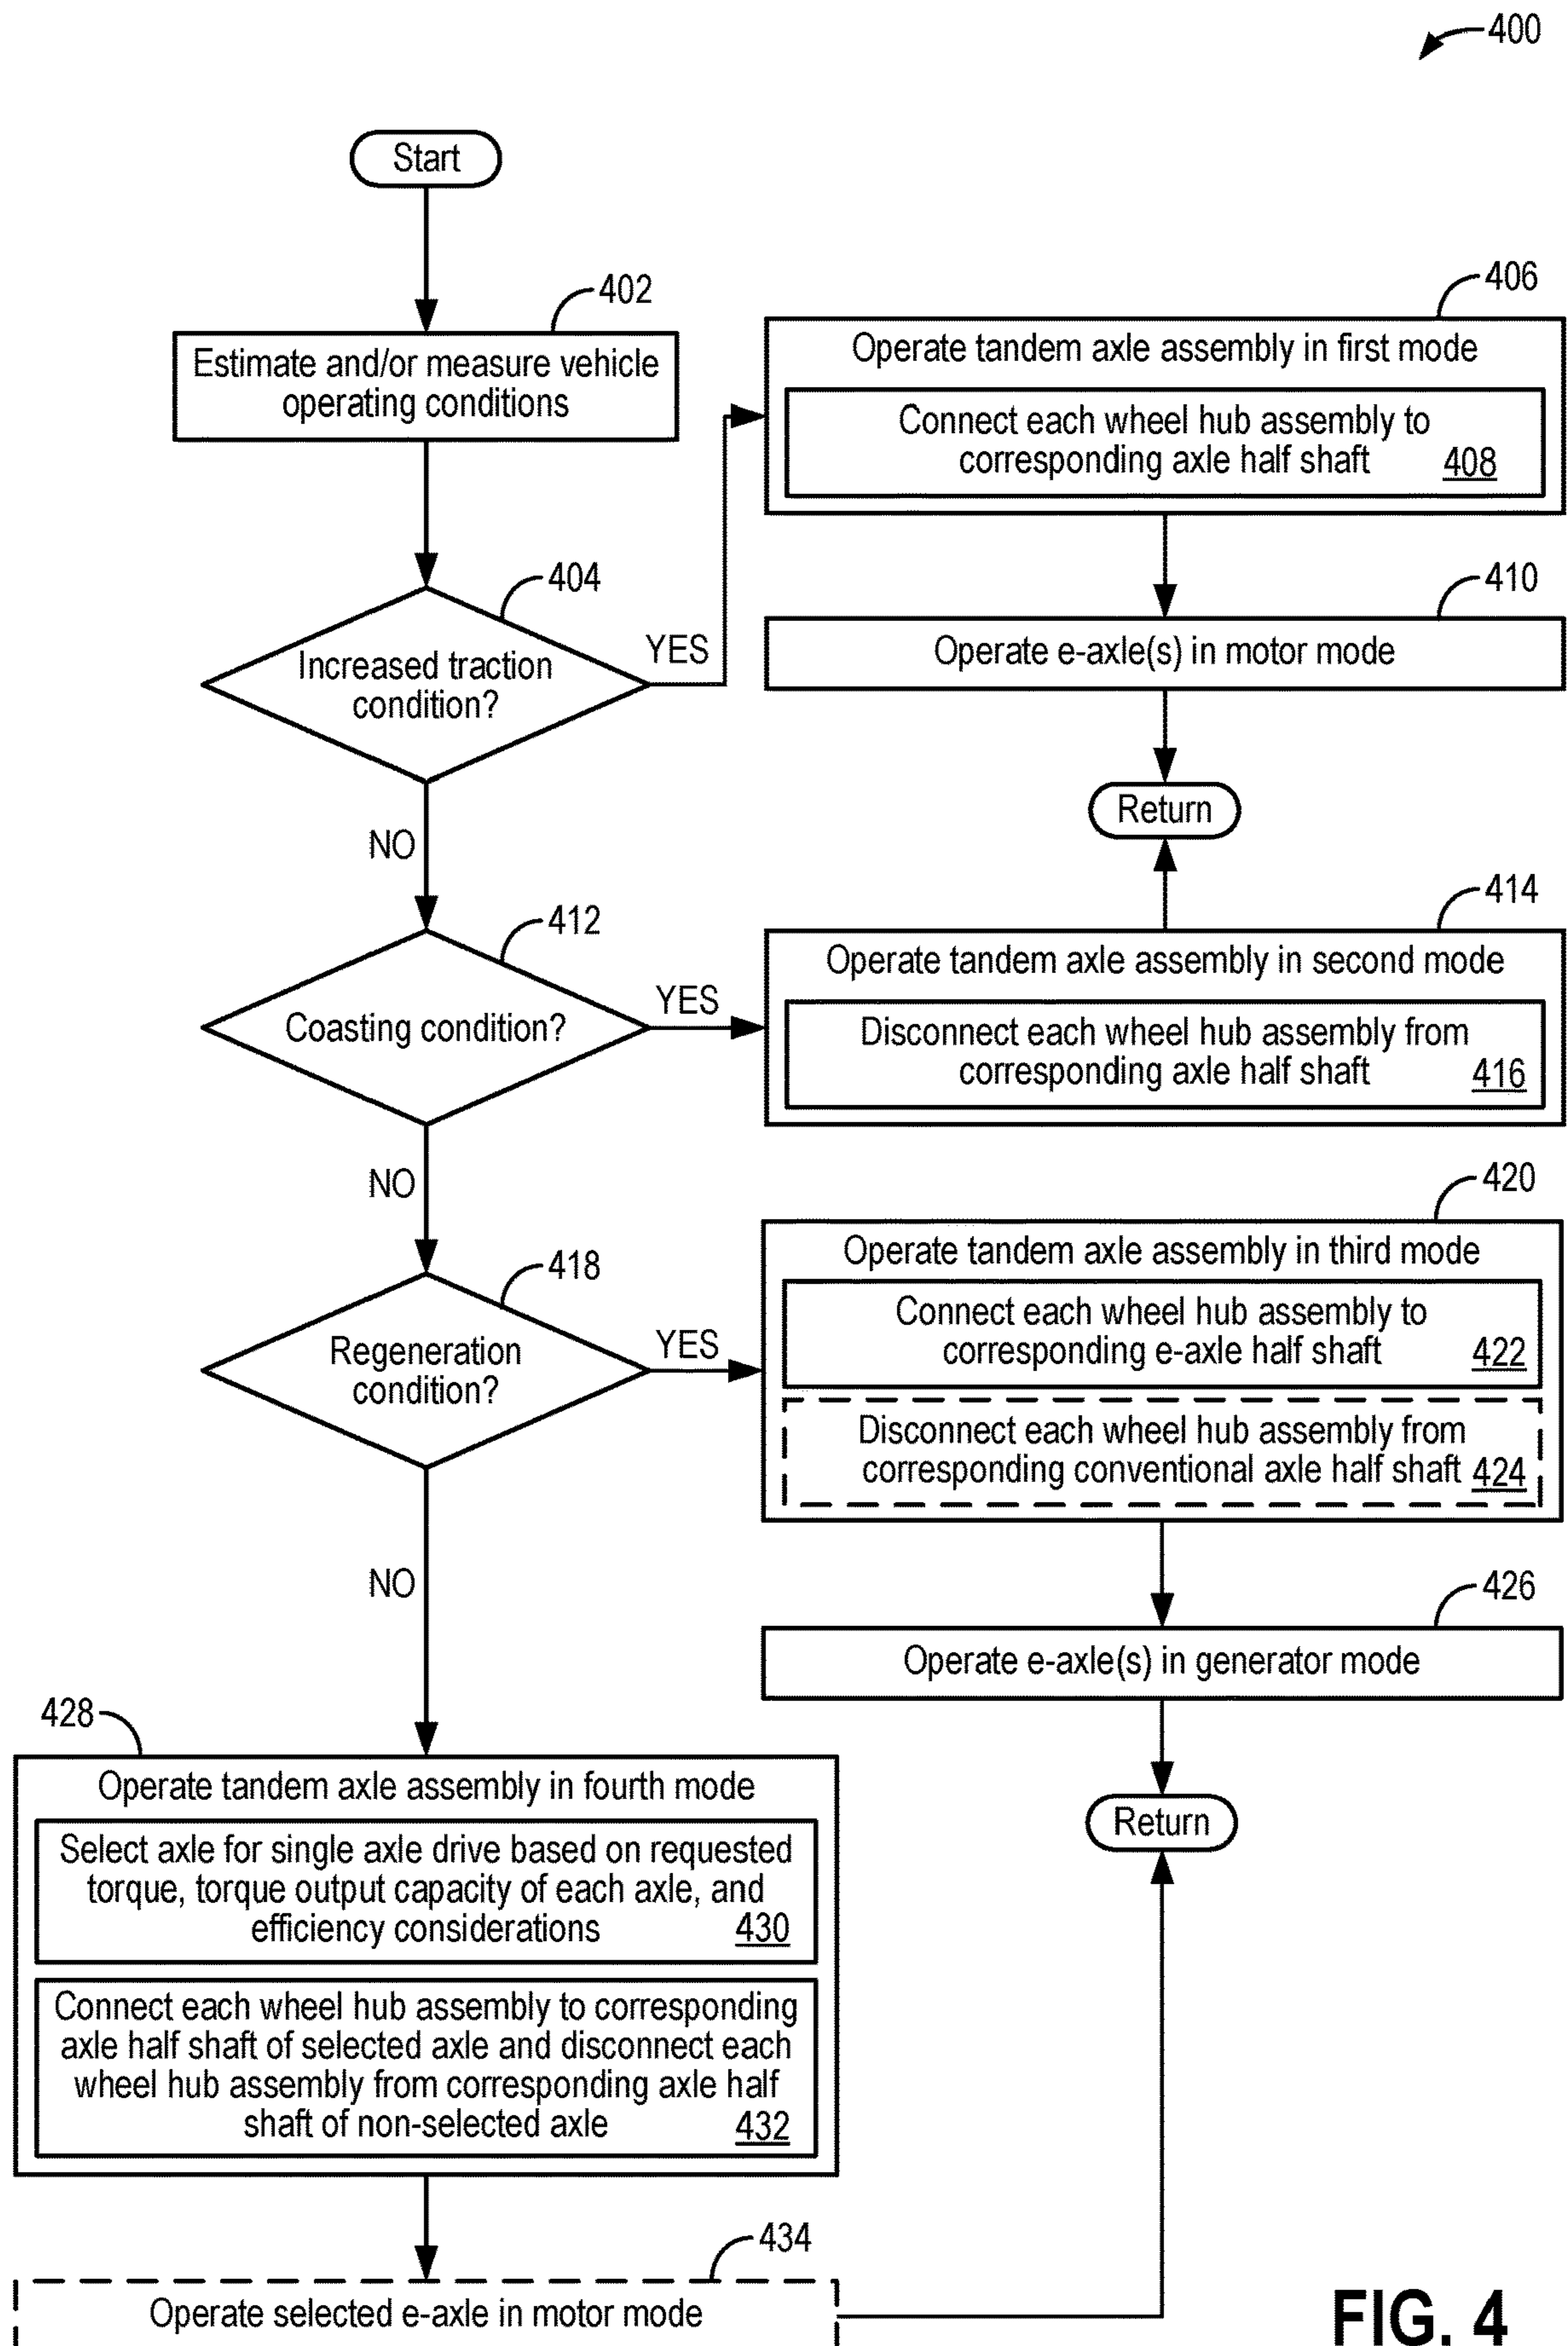 400
Start
402
Estimate and/or measure vehicle
operating conditions
404
Increased traction
condition?
YES
NO
406
Operate tandem axle assembly in first mode
Connect each wheel hub assembly to
corresponding axle half shaft 408
410
Operate e-axle(s) in motor mode
Return
412
Coasting condition?
YES
NO
414
Operate tandem axle assembly in second mode
Disconnect each wheel hub assembly from
corresponding axle half shaft 416
418
Regeneration
condition?
YES
NO
420
Operate tandem axle assembly in third mode
Connect each wheel hub assembly to
corresponding e-axle half shaft 422
Disconnect each wheel hub assembly from
corresponding conventional axle half shaft 424
426
Operate e-axle(s) in generator mode
Return
428
Operate tandem axle assembly in fourth mode
Select axle for single axle drive based on requested
torque, torque output capacity of each axle, and
efficiency considerations 430
Connect each wheel hub assembly to corresponding
axle half shaft of selected axle and disconnect each
wheel hub assembly from corresponding axle half
shaft of non-selected axle 432
434
Operate selected e-axle in motor mode
FIG. 4